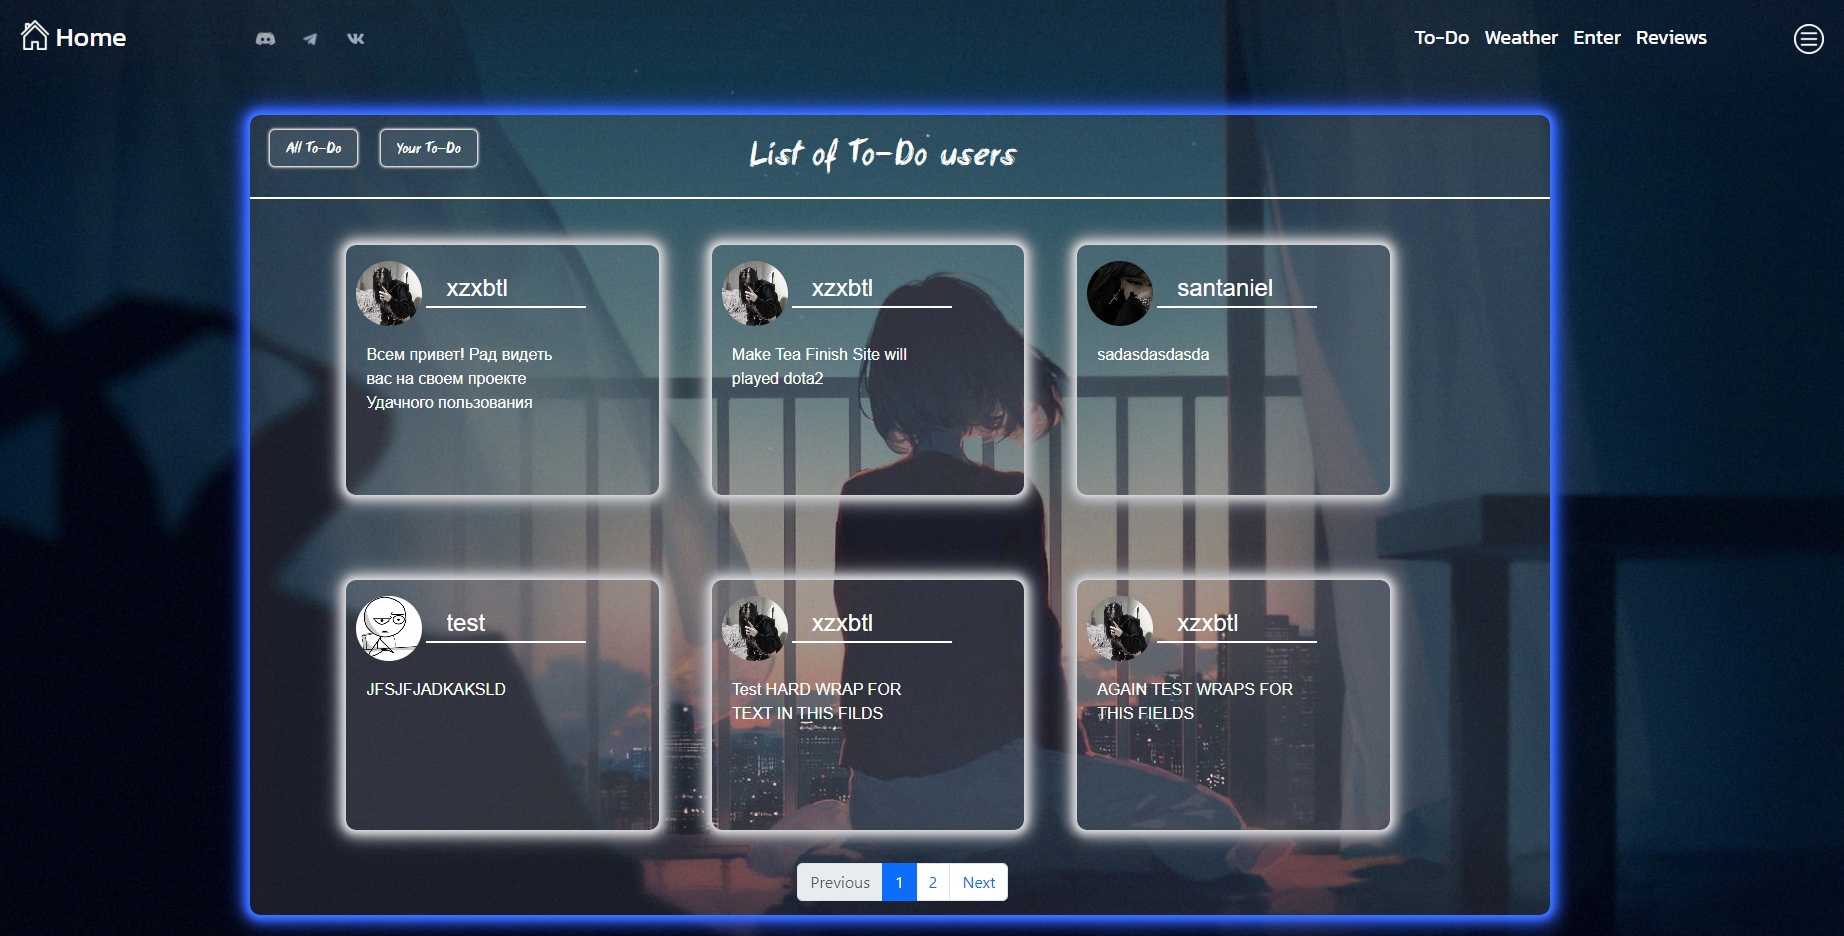 Home
To-Do Weather Enter Reviews
All To-Do
Your To-Do
List of To-Do users
xzxbtl
Всем привет! Рад видеть
вас на своем проекте
Удачного пользования
xzxbtl
Make Tea Finish Site will
played dota2
santaniel
sadasdasdasda
test
JFSJFJADKAKSLD
xzxbtl
Test HARD WRAP FOR
TEXT IN THIS FILDS
xzxbtl
AGAIN TEST WRAPS FOR
THIS FIELDS
Previous 1 2 Next